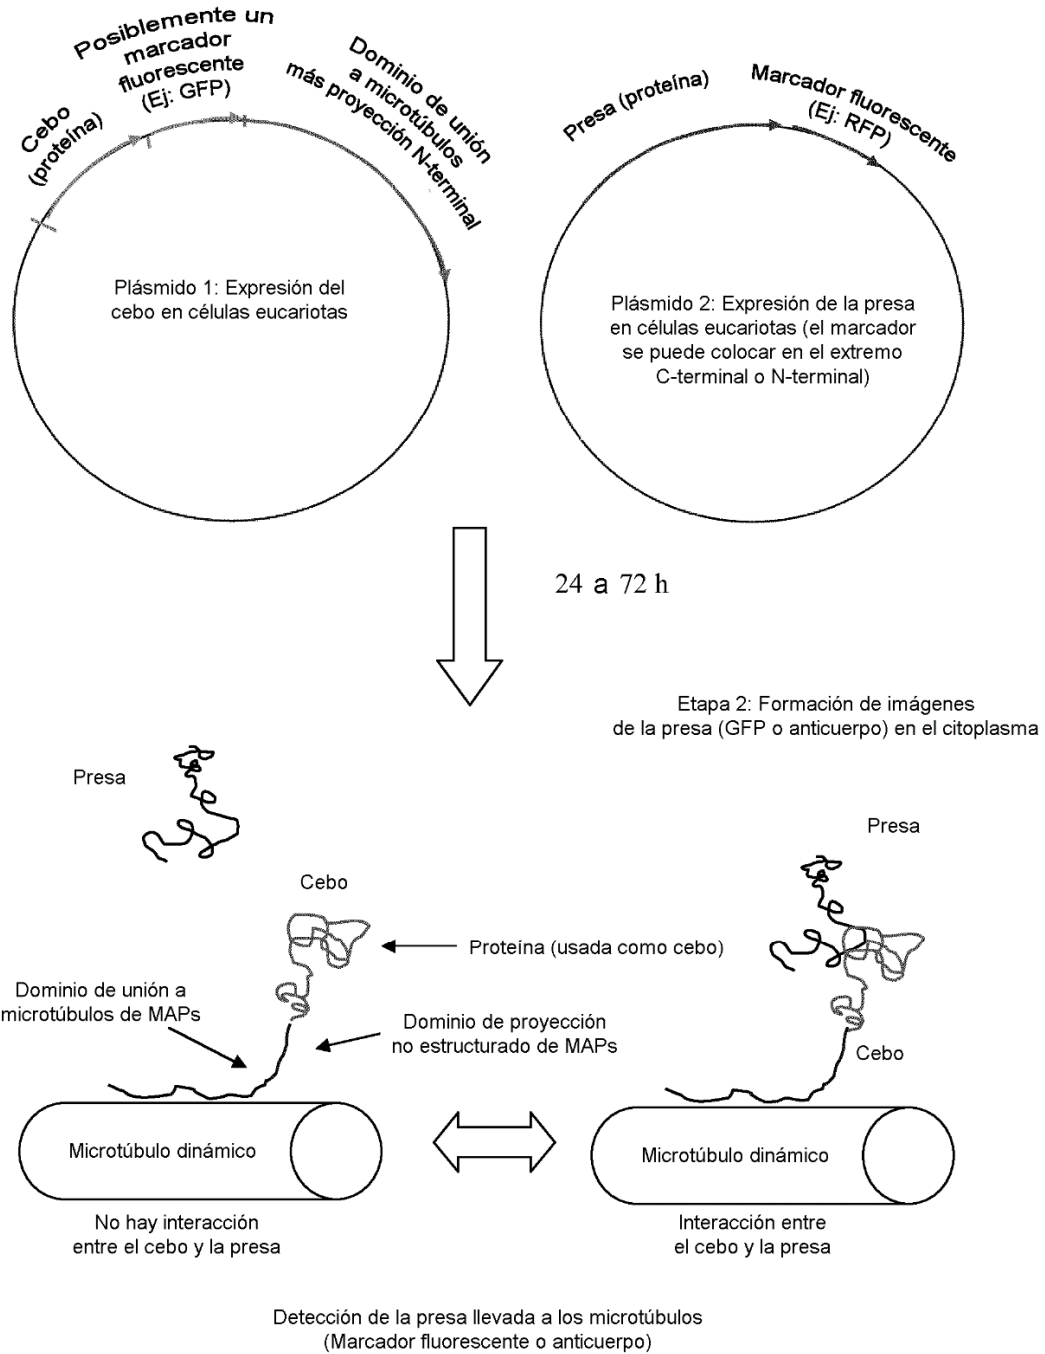 Cebo
(proteína)
Posiblemente un
marcador
fluorescente
(Ej: GFP)
Dominio de unión
a microtúbulos
más proyección N-terminal
Plásmido 1: Expresión del
cebo en células eucariotas
Presa (proteína)
Marcador fluorescente
(Ej: RFP)
Plásmido 2: Expresión de la presa
en células eucariotas (el marcador
se puede colocar en el extremo
C-terminal o N-terminal)
24 a 72 h
Etapa 2: Formación de imágenes
de la presa (GFP o anticuerpo) en el citoplasma
Presa
Cebo
Proteína (usada como cebo)
Dominio de unión a
microtúbulos de MAPs
Dominio de proyección
no estructurado de MAPs
Microtúbulo dinámico
No hay interacción
entre el cebo y la presa
Presa
Cebo
Microtúbulo dinámico
Interacción entre
el cebo y la presa
Detección de la presa llevada a los microtúbulos
(Marcador fluorescente o anticuerpo)